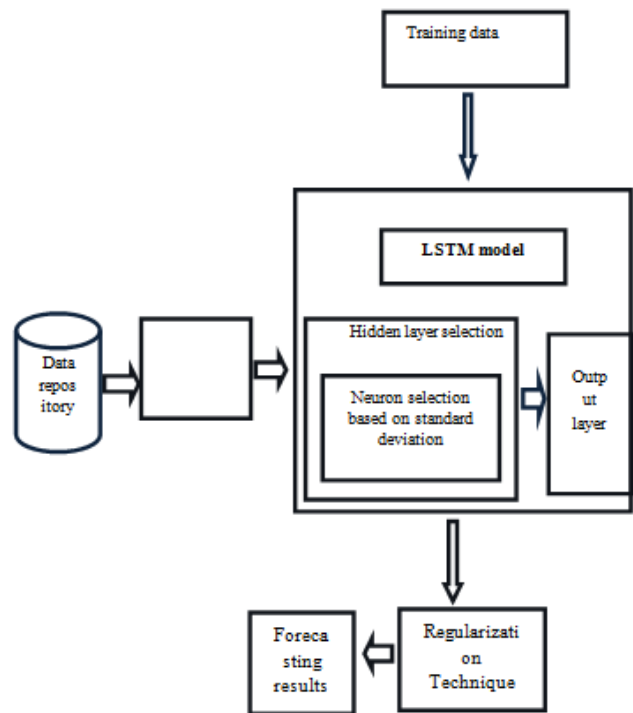 Training data
LSTM model
Hidden layer selection
Neuron selection
based on standard
deviation
Outp
ut
layer
Data
repos
itory
Regularizati
on
Technique
Foreca
sting
results